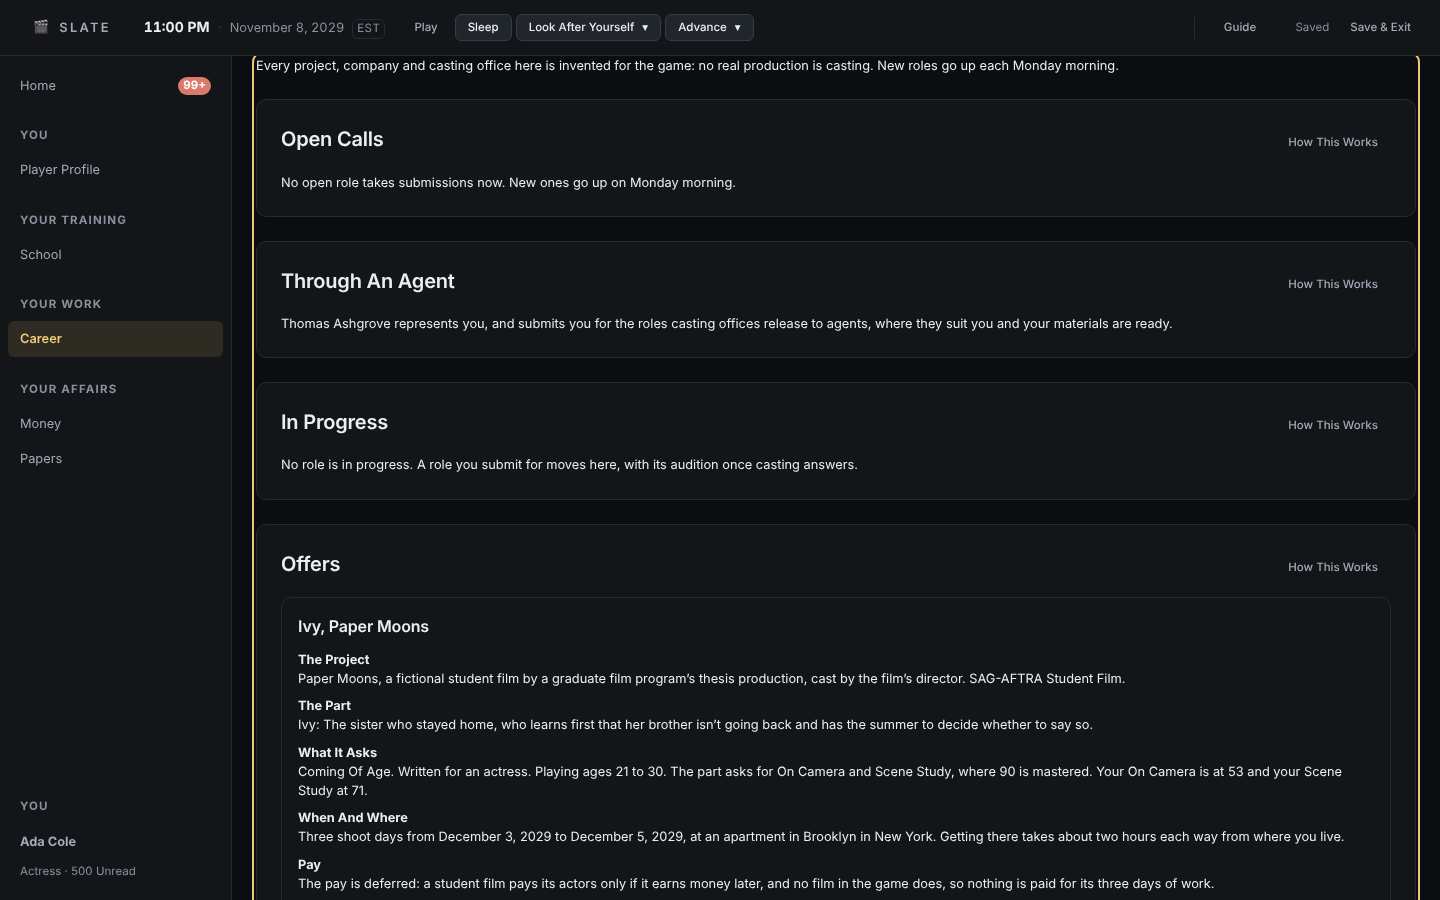 SLATE
11:00 PM · November 8, 2029 EST
Play
Sleep
Look After Yourself ▾
Advance ▾
Guide
Saved
Save & Exit
Home
99+
YOU
Player Profile
YOUR TRAINING
School
YOUR WORK
Career
YOUR AFFAIRS
Money
Papers
YOU
Ada Cole
Actress · 500 Unread
Every project, company and casting office here is invented for the game: no real production is casting. New roles go up each Monday morning.
Open Calls
How This Works
No open role takes submissions now. New ones go up on Monday morning.
Through An Agent
How This Works
Thomas Ashgrove represents you, and submits you for the roles casting offices release to agents, where they suit you and your materials are ready.
In Progress
How This Works
No role is in progress. A role you submit for moves here, with its audition once casting answers.
Offers
How This Works
Ivy, Paper Moons
The Project
Paper Moons, a fictional student film by a graduate film program’s thesis production, cast by the film’s director. SAG-AFTRA Student Film.
The Part
Ivy: The sister who stayed home, who learns first that her brother isn’t going back and has the summer to decide whether to say so.
What It Asks
Coming Of Age. Written for an actress. Playing ages 21 to 30. The part asks for On Camera and Scene Study, where 90 is mastered. Your On Camera is at 53 and your Scene
Study at 71.
When And Where
Three shoot days from December 3, 2029 to December 5, 2029, at an apartment in Brooklyn in New York. Getting there takes about two hours each way from where you live.
Pay
The pay is deferred: a student film pays its actors only if it earns money later, and no film in the game does, so nothing is paid for its three days of work.